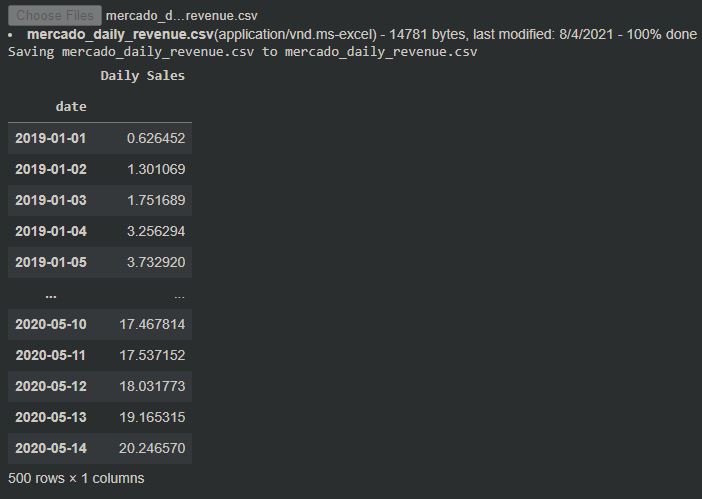 Choose Files mercado_d...revenue.csv
• mercado_daily_revenue.csv(application/vnd.ms-excel) - 14781 bytes, last modified: 8/4/2021 - 100% done
Saving mercado_daily_revenue.csv to mercado_daily_revenue.csv
Daily Sales
date
2019-01-01 0.626452
2019-01-02 1.301069
2019-01-03 1.751689
2019-01-04 3.256294
2019-01-05 3.732920
... ...
2020-05-10 17.467814
2020-05-11 17.537152
2020-05-12 18.031773
2020-05-13 19.165315
2020-05-14 20.246570
500 rows × 1 columns